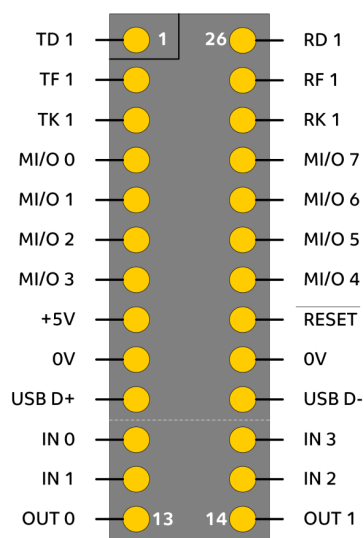 TD 1 1 26 RD 1
TF 1 RF 1
TK 1 RK 1
MI/O 0 MI/O 7
MI/O 1 MI/O 6
MI/O 2 MI/O 5
MI/O 3 MI/O 4
+5V RESET
0V 0V
USB D+ USB D-
IN 0 IN 3
IN 1 IN 2
OUT 0 13 14 OUT 1